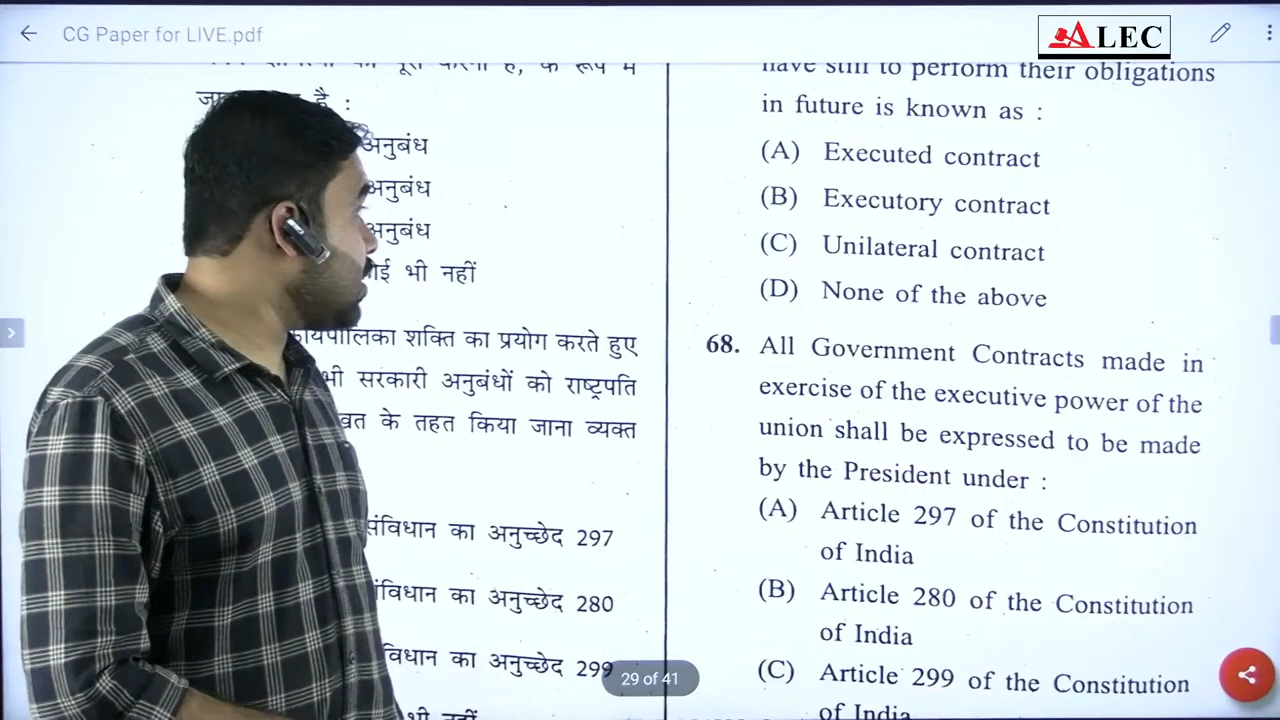 CG Paper for LIVE.pdf
ALEC
है :
अनुबंध
अनुबंध
अनुबंध
भी नहीं
शक्ति का प्रयोग करते हुए
भी सरकारी अनुबंधों को राष्ट्रपति
के तहत किया जाना व्यक्त
संविधान का अनुच्छेद 297
संविधान का अनुच्छेद 280
संविधान का अनुच्छेद 299
भी नहीं
have still to perform their obligations
in future is known as :
(A) Executed contract
(B) Executory contract
(C) Unilateral contract
(D) None of the above
68. All Government Contracts made in
exercise of the executive power of the
union shall be expressed to be made
by the President under :
(A) Article 297 of the Constitution
of India
(B) Article 280 of the Constitution
of India
(C) Article 299 of the Constitution
of India
29 of 41